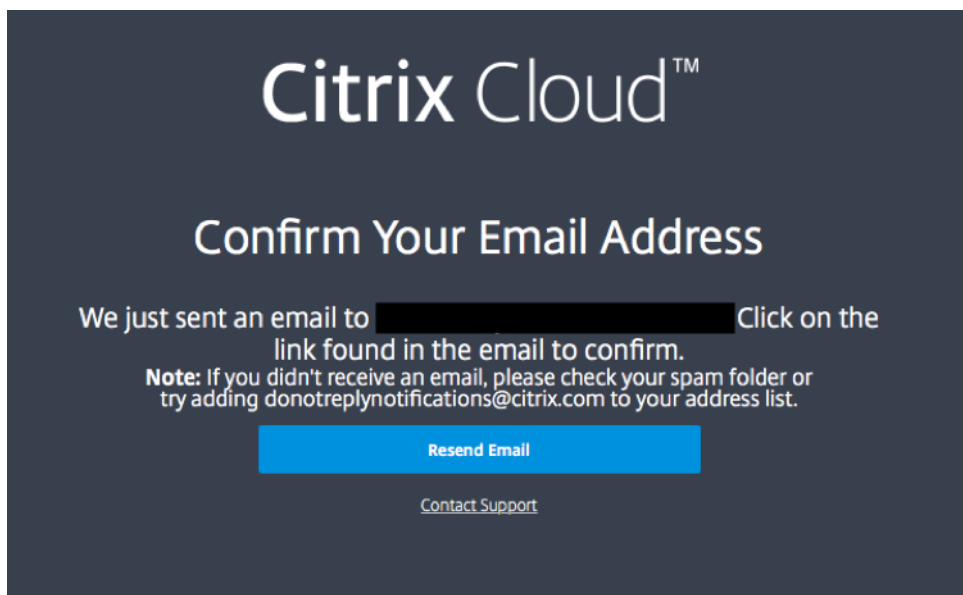 Citrix Cloud™
Confirm Your Email Address
We just sent an email to Click on the
link found in the email to confirm.
Note: If you didn't receive an email, please check your spam folder or
try adding donotreplynotifications@citrix.com to your address list.
Resend Email
Contact Support